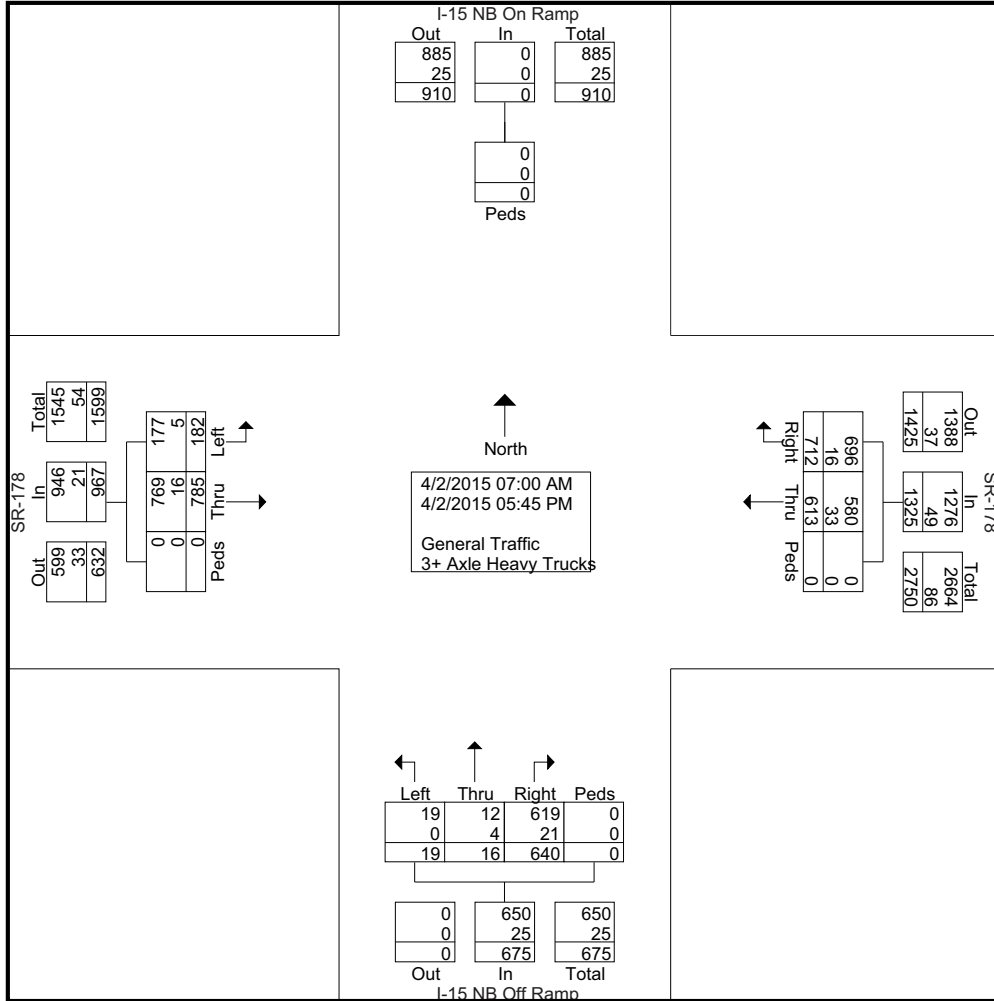 I-15 NB On Ramp
Out In Total
885 0 885
25 0 25
910 0 910
0
0
0
Peds
SR-178
Total In Out
1545 946 599
54 21 33
1599 967 632
Left Thru Peds
177 769 0
5 16 0
182 785 0
North
4/2/2015 07:00 AM
4/2/2015 05:45 PM
General Traffic
3+ Axle Heavy Trucks
SR-178
Out In Total
1388 1276 2664
37 49 86
1425 1325 2750
Right Thru Peds
696 580 0
16 33 0
712 613 0
Left Thru Right Peds
19 12 619 0
0 4 21 0
19 16 640 0
0 650 650
0 25 25
0 675 675
Out In Total
I-15 NB Off Ramp